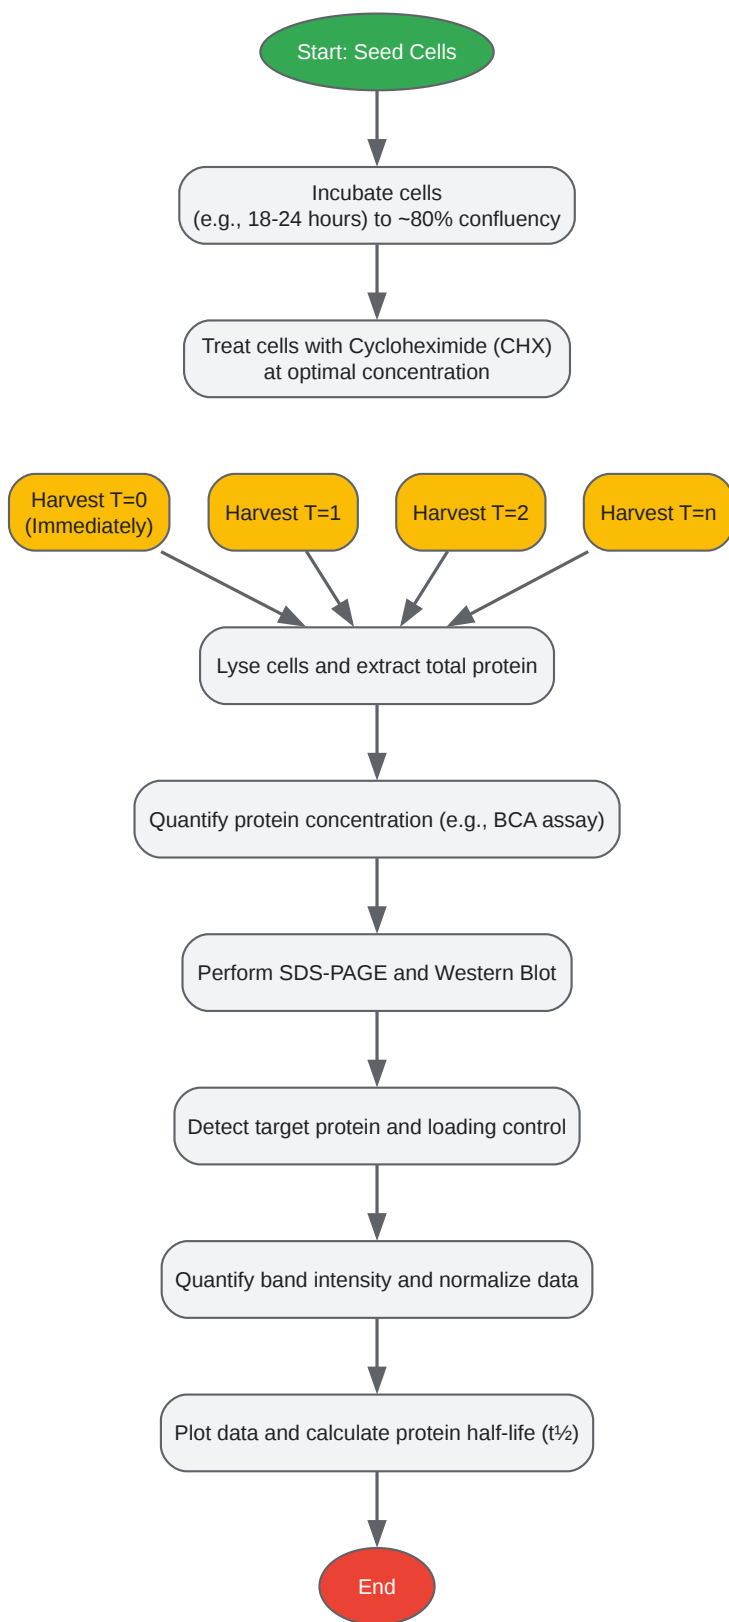 Start: Seed Cells
Incubate cells
(e.g., 18-24 hours) to ~80% confluency
Treat cells with Cycloheximide (CHX)
at optimal concentration
Harvest T=0
(Immediately)
Harvest T=1
Harvest T=2
Harvest T=n
Lyse cells and extract total protein
Quantify protein concentration (e.g., BCA assay)
Perform SDS-PAGE and Western Blot
Detect target protein and loading control
Quantify band intensity and normalize data
Plot data and calculate protein half-life (t½)
End